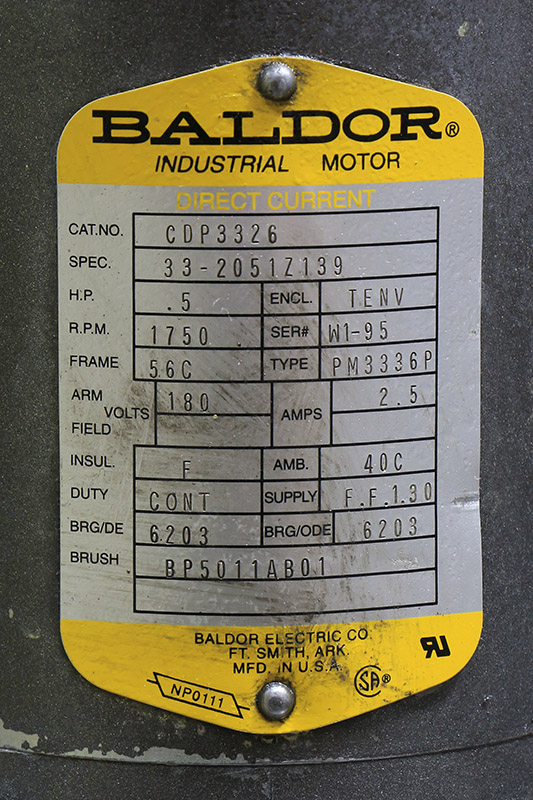 BALDOR®
INDUSTRIAL MOTOR
DIRECT CURRENT
CAT.NO. CDP3326
SPEC. 33-2051Z139
H.P. .5 ENCL. TENV
R.P.M. 1750 SER# W1-95
FRAME 56C TYPE PM3336P
ARM VOLTS 180 AMPS 2.5
FIELD
INSUL. F AMB. 40C
DUTY CONT SUPPLY F.F.1.30
BRG/DE 6203 BRG/ODE 6203
BRUSH BP5011AB01
BALDOR ELECTRIC CO.
FT. SMITH, ARK.
MFD. IN U.S.A.
NP0111 SA® RU